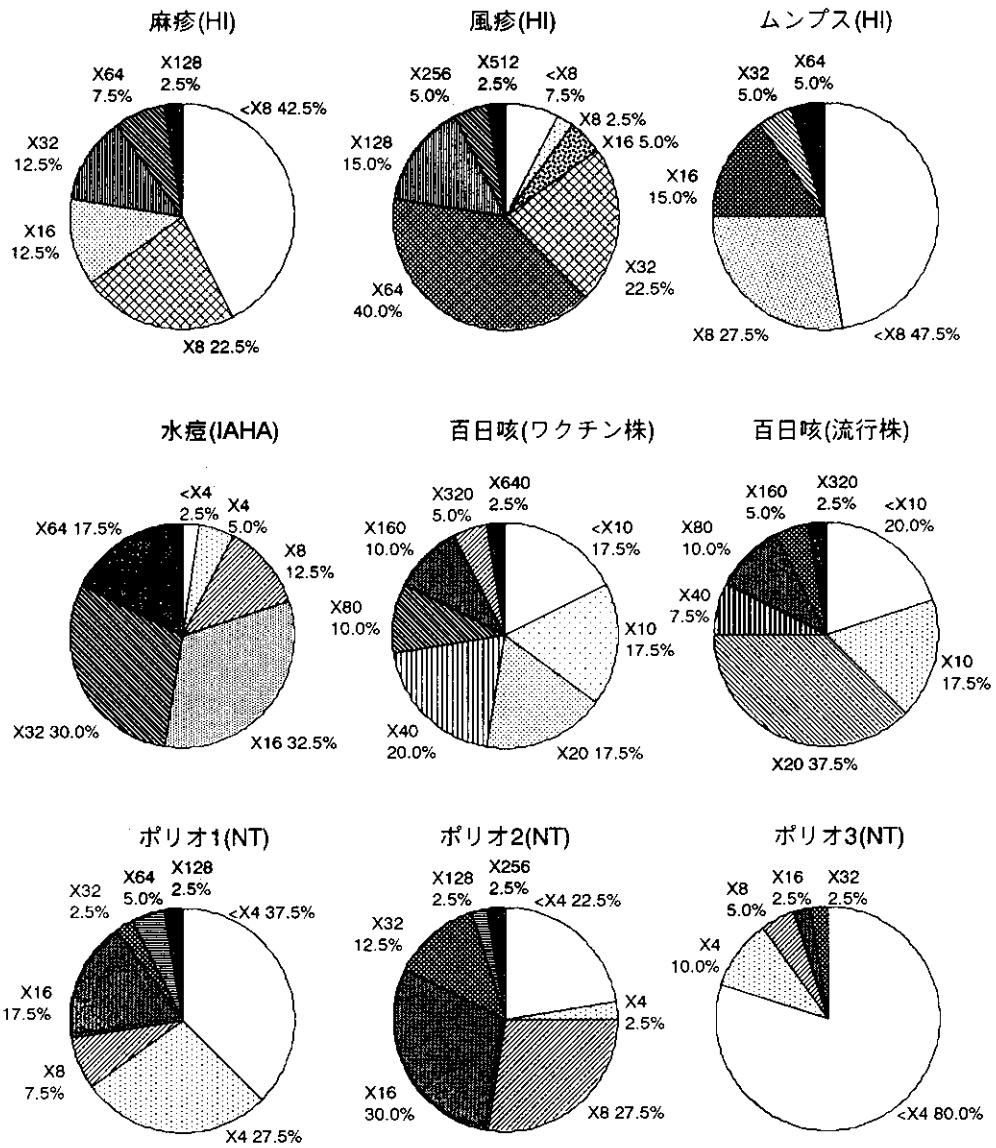 麻疹(HI)
X128
2.5%
X64
7.5%
<X8 42.5%
X32
12.5%
X16
12.5%
X8 22.5%
風疹(HI)
X512
2.5%
<X8
7.5%
X256
5.0%
X8 2.5%
X16 5.0%
X128
15.0%
X32
22.5%
X64
40.0%
ムンプス(HI)
X64
5.0%
X32
5.0%
X16
15.0%
X8 27.5%
<X8 47.5%
水痘(IAHA)
<X4
2.5%
X4
5.0%
X64 17.5%
X8
12.5%
X32 30.0%
X16 32.5%
百日咳(ワクチン株)
X640
2.5%
X320
5.0%
<X10
17.5%
X160
10.0%
X80
10.0%
X10
17.5%
X40
20.0%
X20 17.5%
百日咳(流行株)
X320
2.5%
X160
5.0%
<X10
20.0%
X80
10.0%
X40
7.5%
X10
17.5%
X20 37.5%
ポリオ1(NT)
X128
2.5%
X64
5.0%
X32
2.5%
<X4 37.5%
X16
17.5%
X8
7.5%
X4 27.5%
ポリオ2(NT)
X256
2.5%
X128
2.5%
<X4 22.5%
X32
12.5%
X4
2.5%
X16
30.0%
X8 27.5%
ポリオ3(NT)
X32
2.5%
X16
2.5%
X8
5.0%
X4
10.0%
<X4 80.0%